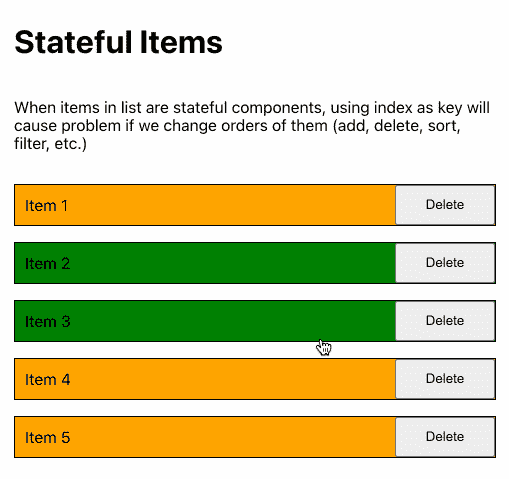 Stateful Items
When items in list are stateful components, using index as key will
cause problem if we change orders of them (add, delete, sort,
filter, etc.)
Item 1 Delete
Item 2 Delete
Item 3 Delete
Item 4 Delete
Item 5 Delete